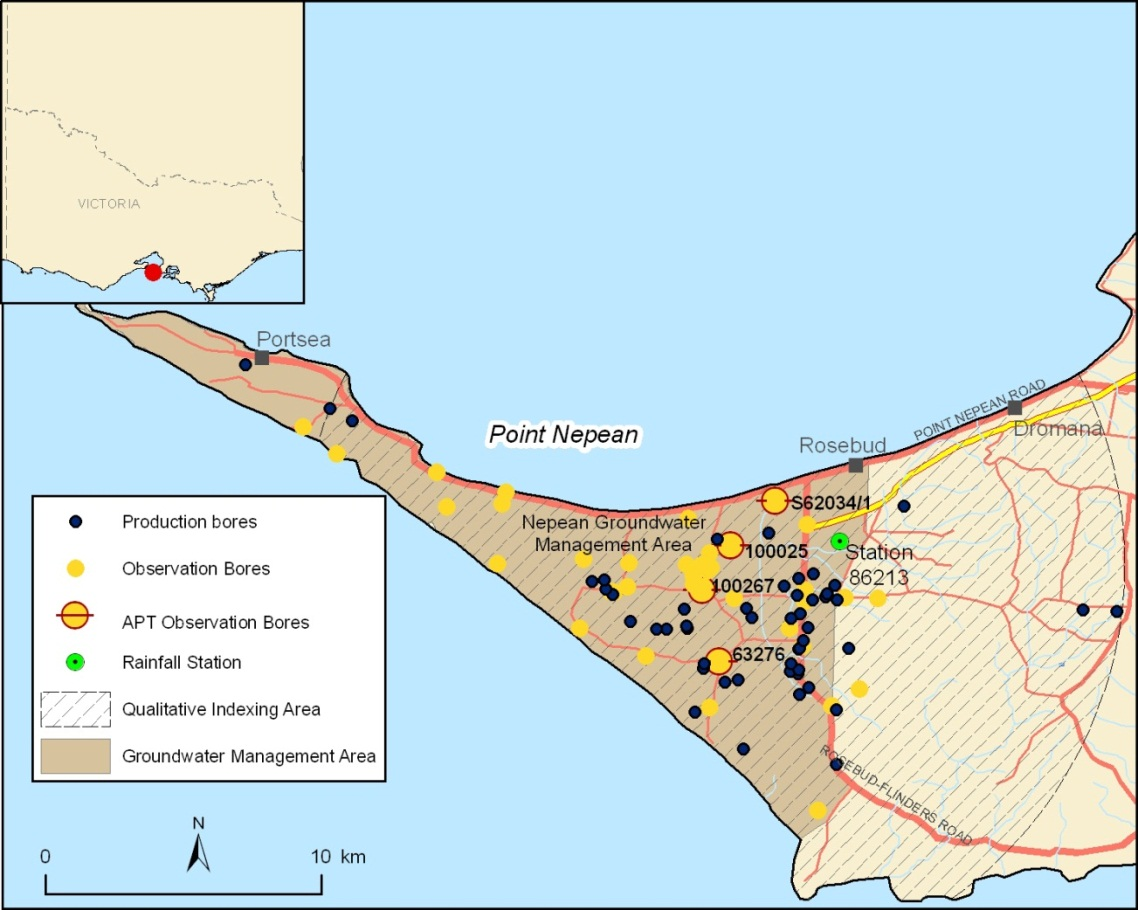 VICTORIA
Portsea
Point Nepean
POINT NEPEAN ROAD
Dromana
Rosebud
S62034/1
Nepean Groundwater
Management Area
100025
Station
86213
100267
63276
ROSEBUD-FLINDERS ROAD
Production bores
Observation Bores
APT Observation Bores
Rainfall Station
Qualitative Indexing Area
Groundwater Management Area
N
0 10 km